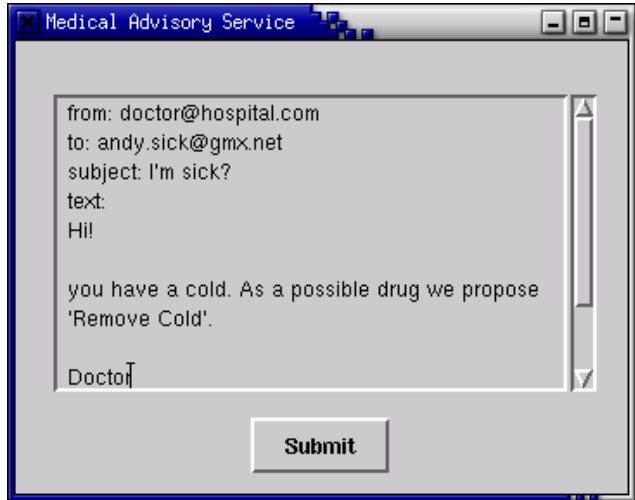 Medical Advisory Service
from: doctor@hospital.com
to: andy.sick@gmx.net
subject: I'm sick?
text:
Hi!
you have a cold. As a possible drug we propose
'Remove Cold'.
Doctor
Submit